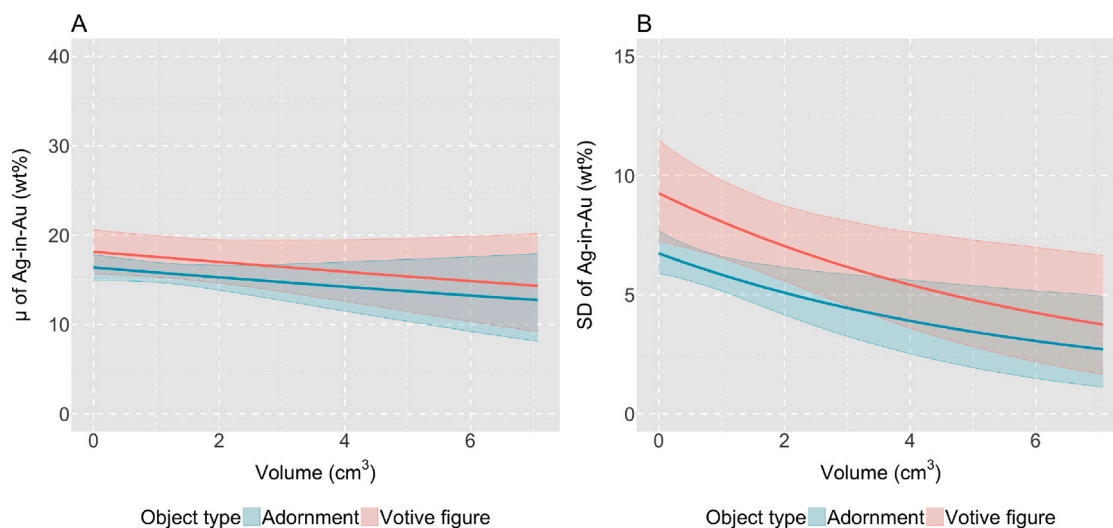 A
μ of Ag-in-Au (wt%)
40
30
20
10
0
0 2 4 6
Volume (cm³)
B
SD of Ag-in-Au (wt%)
15
10
5
0
0 2 4 6
Volume (cm³)
Object type Adornment Votive figure
Object type Adornment Votive figure